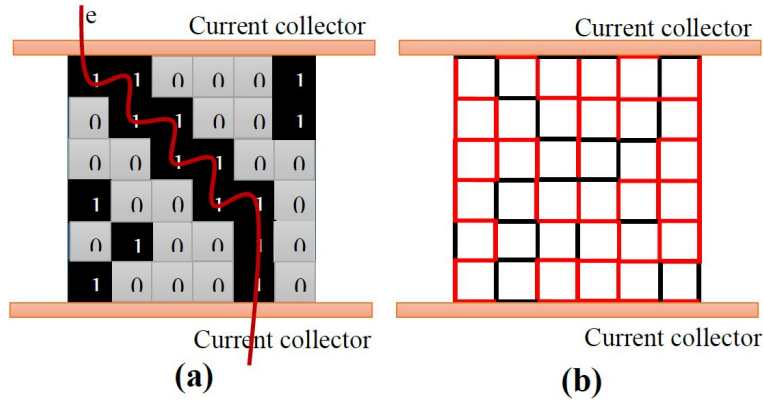 e
Current collector
Current collector
1 1 0 0 0 1
0 1 1 0 0 1
0 0 1 1 0 0
1 0 0 1 1 0
0 1 0 0 1 0
1 0 0 0 1 0
Current collector
Current collector
(a)
(b)